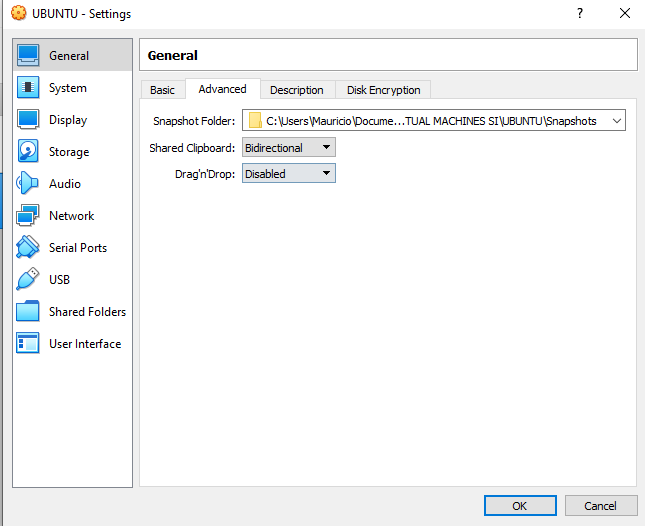 UBUNTU - Settings
?
General
System
Display
Storage
Audio
Network
Serial Ports
USB
Shared Folders
User Interface
General
Basic
Advanced
Description
Disk Encryption
Snapshot Folder: C:\Users\Mauricio\Docume...TUAL MACHINES SI\UBUNTU\Snapshots
Shared Clipboard: Bidirectional
Drag'n'Drop: Disabled
OK
Cancel